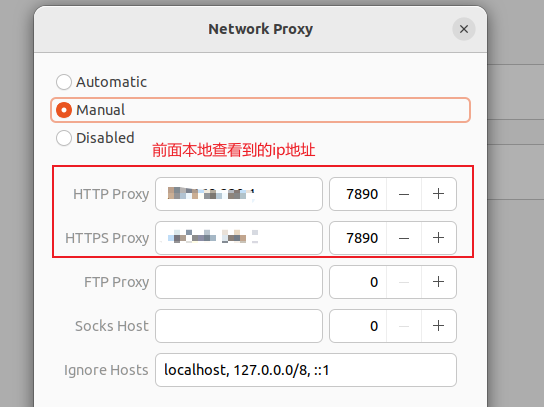 Network Proxy
Automatic
Manual
Disabled
前面本地查看到的ip地址
HTTP Proxy 7890
HTTPS Proxy 7890
FTP Proxy 0
Socks Host 0
Ignore Hosts localhost, 127.0.0.0/8, ::1